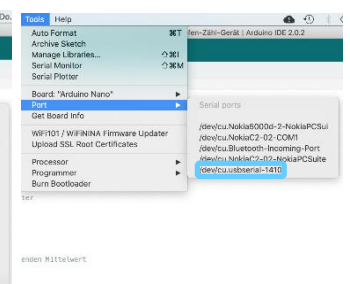 Do.
Tools Help
Auto Format ⌘T
Archive Sketch
Manage Libraries... ⇧⌘I
Serial Monitor ⇧⌘M
Serial Plotter
Board: "Arduino Nano"
Port
Get Board Info
WiFi101 / WiFiNINA Firmware Updater
Upload SSL Root Certificates
Processor
Programmer
Burn Bootloader
fen-Zähl-Gerät | Arduino IDE 2.0.2
Serial ports
/dev/cu.Nokia5000d-2-NokiaPCSui
/dev/cu.NokiaC2-02-COM1
/dev/cu.Bluetooth-Incoming-Port
/dev/cu.NokiaC2-02-NokiaPCSuite
/dev/cu.usbserial-1410
ter
enden Mittelwert